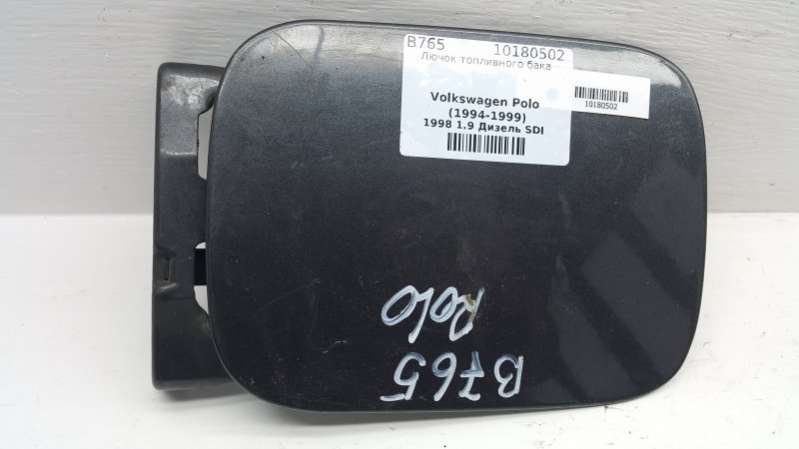 B765 10180502
Лючок топливного бака
Volkswagen Polo
(1994-1999)
1998 1.9 Дизель SDI
10180502
Polo
B765